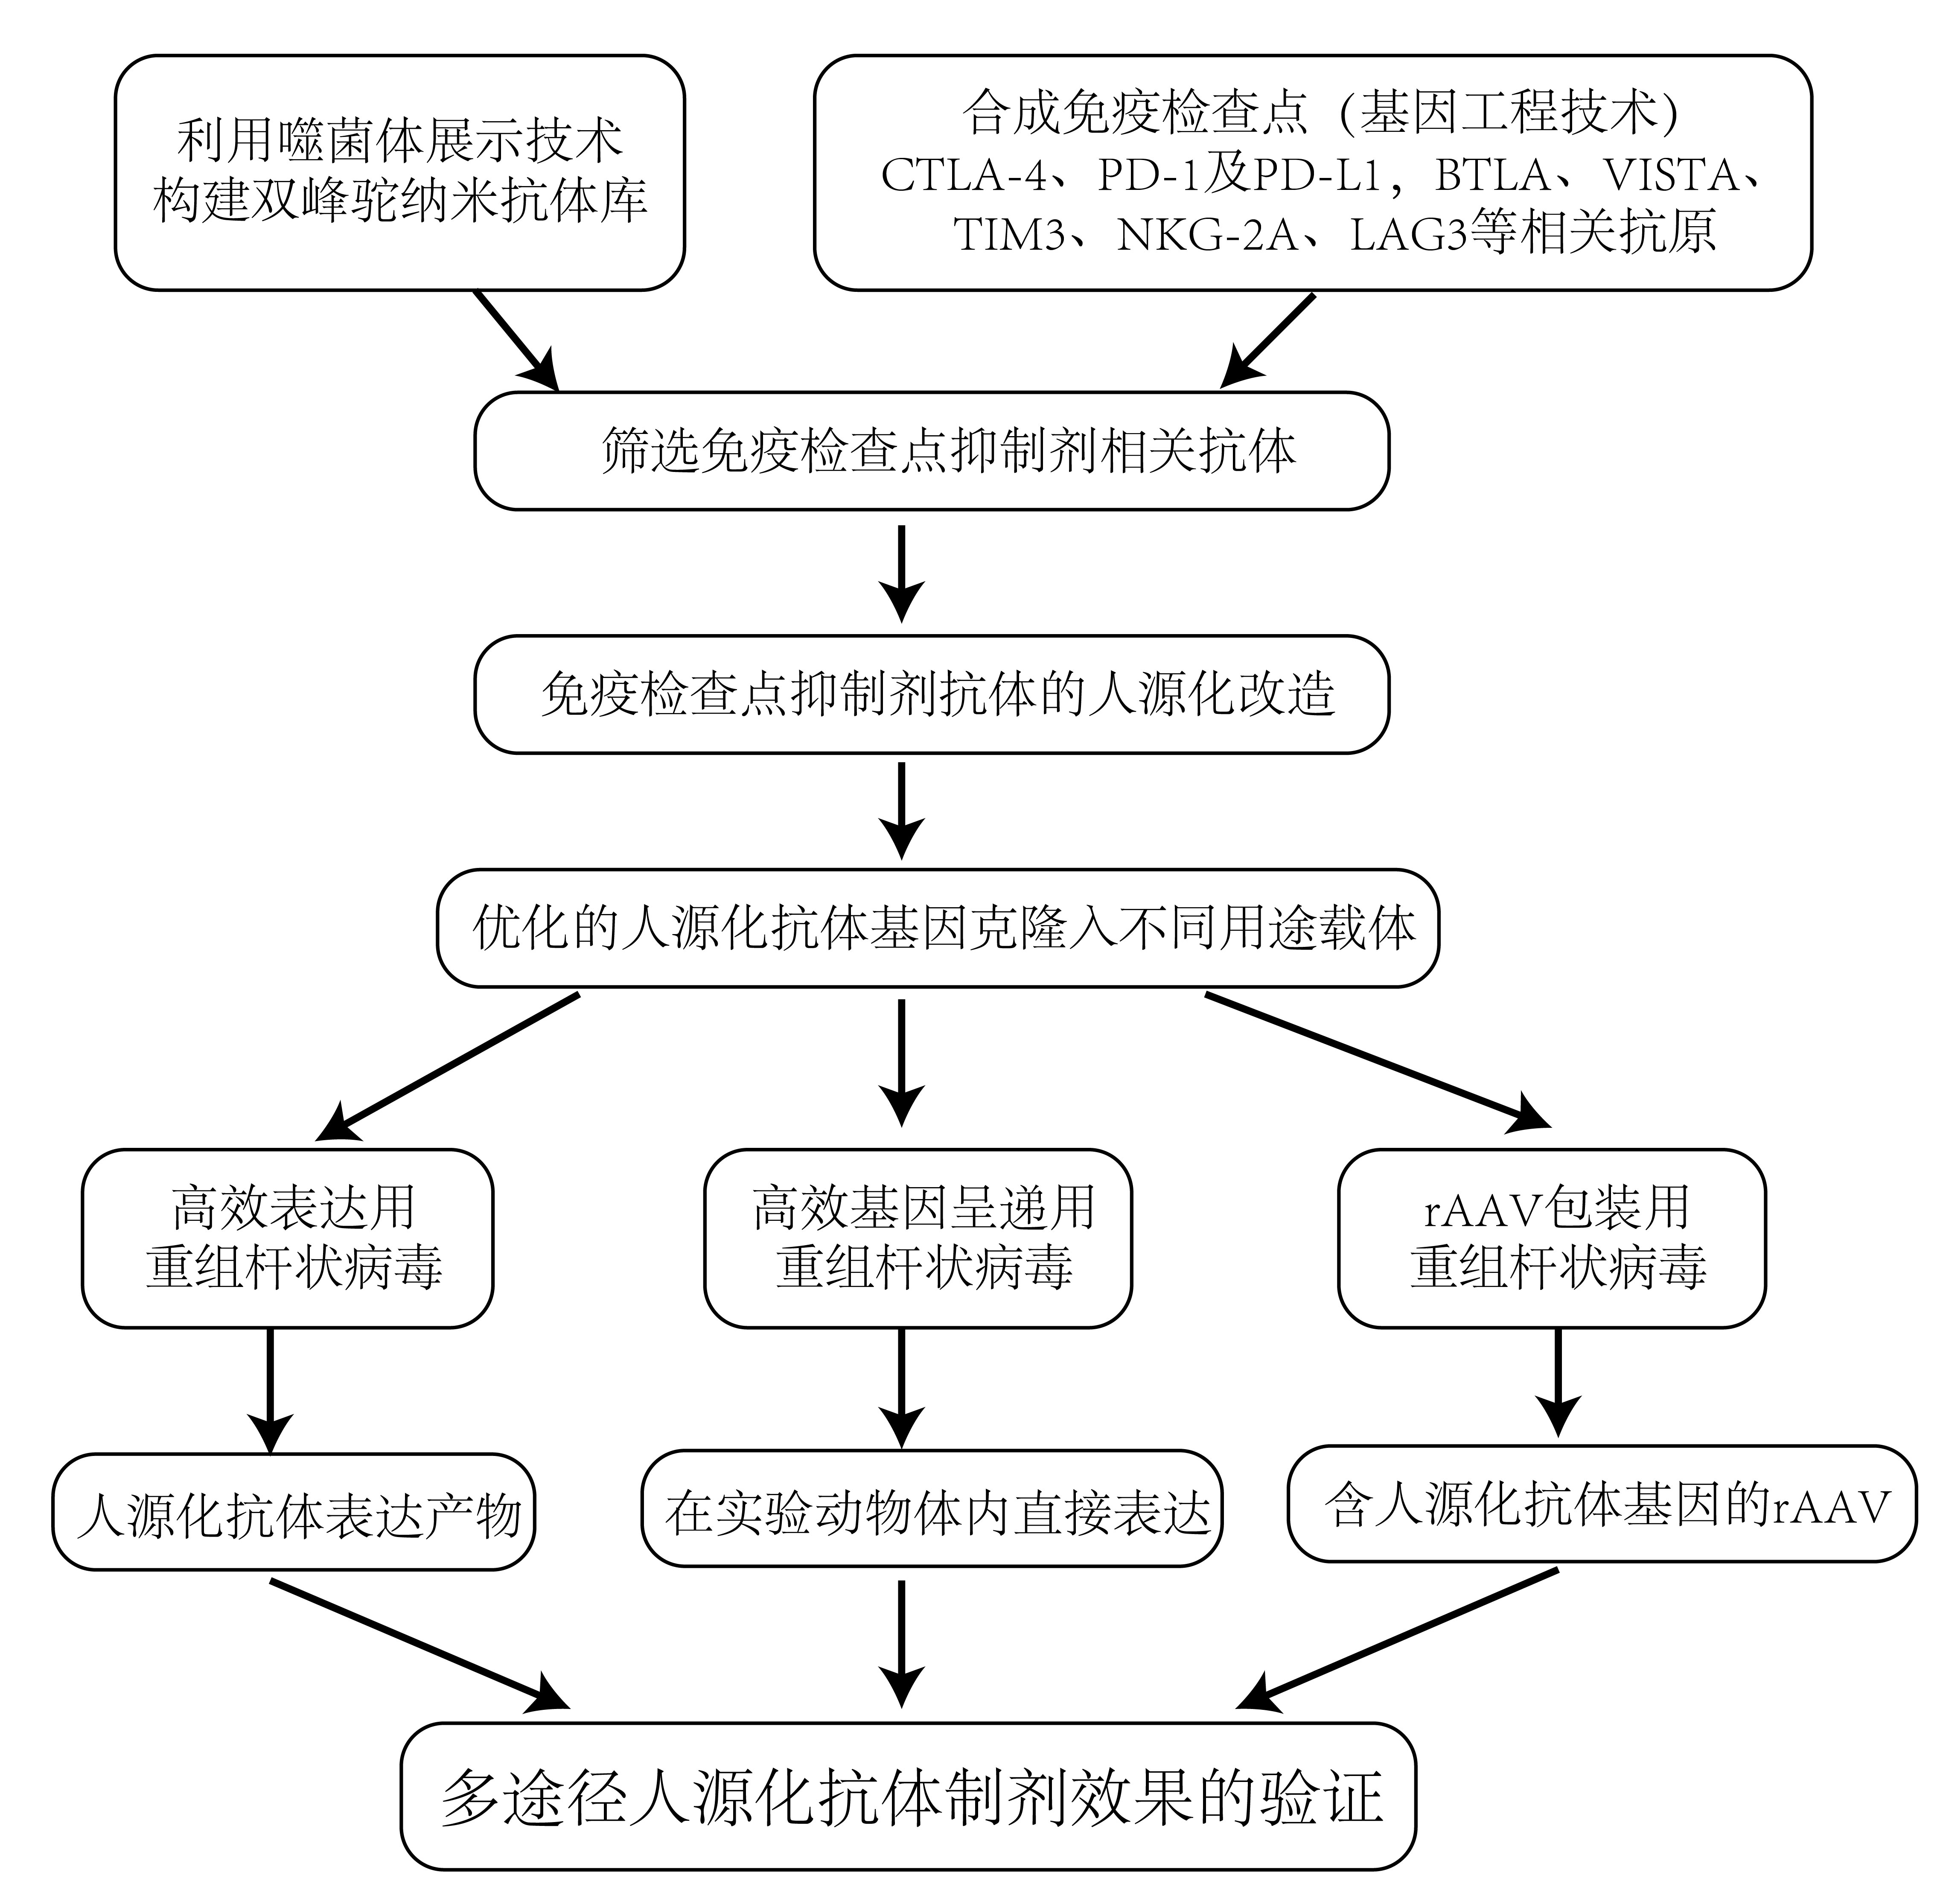 利用噬菌体展示技术
构建双峰驼纳米抗体库
合成免疫检查点（基因工程技术）
CTLA-4、PD-1及PD-L1，BTLA、VISTA、
TIM3、NKG-2A、LAG3等相关抗原
筛选免疫检查点抑制剂相关抗体
免疫检查点抑制剂抗体的人源化改造
优化的人源化抗体基因克隆入不同用途载体
高效表达用
重组杆状病毒
高效基因呈递用
重组杆状病毒
rAAV包装用
重组杆状病毒
人源化抗体表达产物
在实验动物体内直接表达
含人源化抗体基因的rAAV
多途径人源化抗体制剂效果的验证